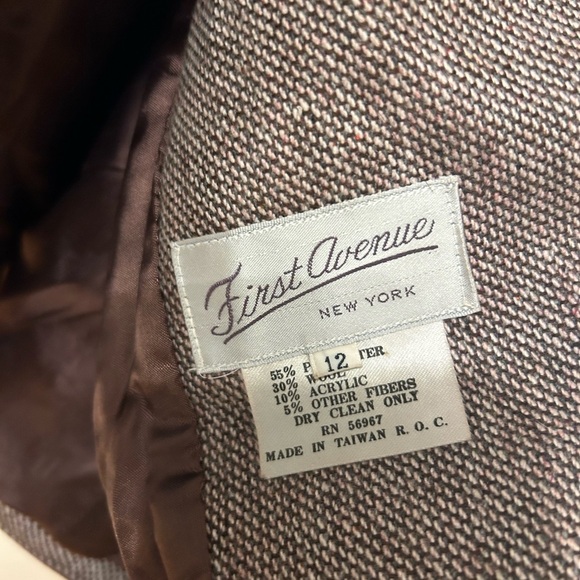 First Avenue
NEW YORK
12
55% P TER
30% WOOL
10% ACRYLIC
5% OTHER FIBERS
DRY CLEAN ONLY
RN 56967
MADE IN TAIWAN R. O. C.